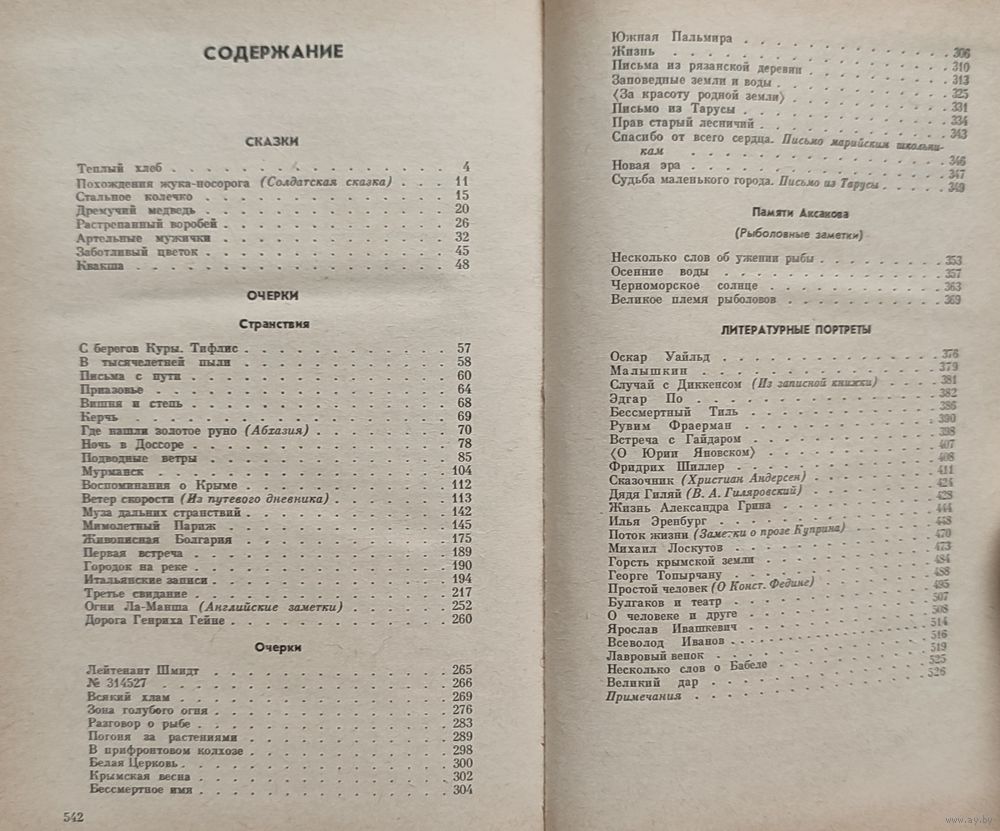 СОДЕРЖАНИЕ
СКАЗКИ
Теплый хлеб . . . . . . . . . . 4
Похождения жука-носорога (Солдатская сказка) . . . 11
Стальное колечко . . . . . . . . . . 15
Дремучий медведь . . . . . . . . . . 20
Растрепанный воробей . . . . . . . . . . 26
Артельные мужички . . . . . . . . . . 32
Заботливый цветок . . . . . . . . . . 45
Квакша . . . . . . . . . . 48
ОЧЕРКИ
Странствия
С берегов Куры. Тифлис . . . . . . . . . . 57
В тысячелетней пыли . . . . . . . . . . 58
Письма с пути . . . . . . . . . . 60
Приазовье . . . . . . . . . . 64
Вишня и степь . . . . . . . . . . 68
Керчь . . . . . . . . . . 69
Где нашли золотое руно (Абхазия) . . . . . . 70
Ночь в Доссоре . . . . . . . . . . 78
Подводные ветры . . . . . . . . . . 85
Мурманск . . . . . . . . . . 104
Воспоминания о Крыме . . . . . . . . . . 112
Ветер скорости (Из путевого дневника) . . . . . 113
Муза дальних странствий . . . . . . . . . . 142
Мимолетный Париж . . . . . . . . . . 145
Живописная Болгария . . . . . . . . . . 175
Первая встреча . . . . . . . . . . 189
Городок на реке . . . . . . . . . . 190
Итальянские записи . . . . . . . . . . 194
Третье свидание . . . . . . . . . . 217
Огни Ла-Манша (Английские заметки) . . . . . 252
Дорога Генриха Гейне . . . . . . . . . . 260
Очерки
Лейтенант Шмидт . . . . . . . . . . 265
№ 314527 . . . . . . . . . . 266
Всякий хлам . . . . . . . . . . 269
Зона голубого огня . . . . . . . . . . 276
Разговор о рыбе . . . . . . . . . . 283
Погоня за растениями . . . . . . . . . . 289
В прифронтовом колхозе . . . . . . . . . . 298
Белая Церковь . . . . . . . . . . 300
Крымская весна . . . . . . . . . . 302
Бессмертное имя . . . . . . . . . . 304
542
Южная Пальмира . . . . . . . . . . 306
Жизнь . . . . . . . . . . 310
Письма из рязанской деревни . . . . . . . . 313
Заповедные земли и воды . . . . . . . . 325
⟨За красоту родной земли⟩ . . . . . . . . 331
Письмо из Тарусы . . . . . . . . . . 334
Прав старый лесничий . . . . . . . . . . 343
Спасибо от всего сердца. Письмо марийским школьни-
кам . . . . . . . . . . 346
Новая эра . . . . . . . . . . 347
Судьба маленького города. Письмо из Тарусы . . . . 349
Памяти Аксакова
(Рыболовные заметки)
Несколько слов об ужении рыбы . . . . . . . . 353
Осенние воды . . . . . . . . . . 357
Черноморское солнце . . . . . . . . . . 363
Великое племя рыболовов . . . . . . . . . . 369
ЛИТЕРАТУРНЫЕ ПОРТРЕТЫ
Оскар Уайльд . . . . . . . . . . 376
Малышкин . . . . . . . . . . 379
Случай с Диккенсом (Из записной книжки) . . . . 381
Эдгар По . . . . . . . . . . 382
Бессмертный Тиль . . . . . . . . . . 386
Рувим Фраерман . . . . . . . . . . 390
Встреча с Гайдаром . . . . . . . . . . 398
⟨О Юрии Яновском⟩ . . . . . . . . . . 407
Фридрих Шиллер . . . . . . . . . . 408
Сказочник (Христиан Андерсен) . . . . . . . . 411
Дядя Гиляй (В. А. Гиляровский) . . . . . . . . 424
Жизнь Александра Грина . . . . . . . . . . 428
Илья Эренбург . . . . . . . . . . 444
Поток жизни (Заметки о прозе Куприна) . . . . . 448
Михаил Лоскутов . . . . . . . . . . 470
Горсть крымской земли . . . . . . . . . . 473
Георге Топырчану . . . . . . . . . . 484
Простой человек (О Конст. Федине) . . . . . . 488
Булгаков и театр . . . . . . . . . . 495
О человеке и друге . . . . . . . . . . 507
Ярослав Ивашкевич . . . . . . . . . . 508
Всеволод Иванов . . . . . . . . . . 514
Лавровый венок . . . . . . . . . . 516
Несколько слов о Бабеле . . . . . . . . . . 519
Великий дар . . . . . . . . . . 525
Примечания . . . . . . . . . . 526
www.ay.by